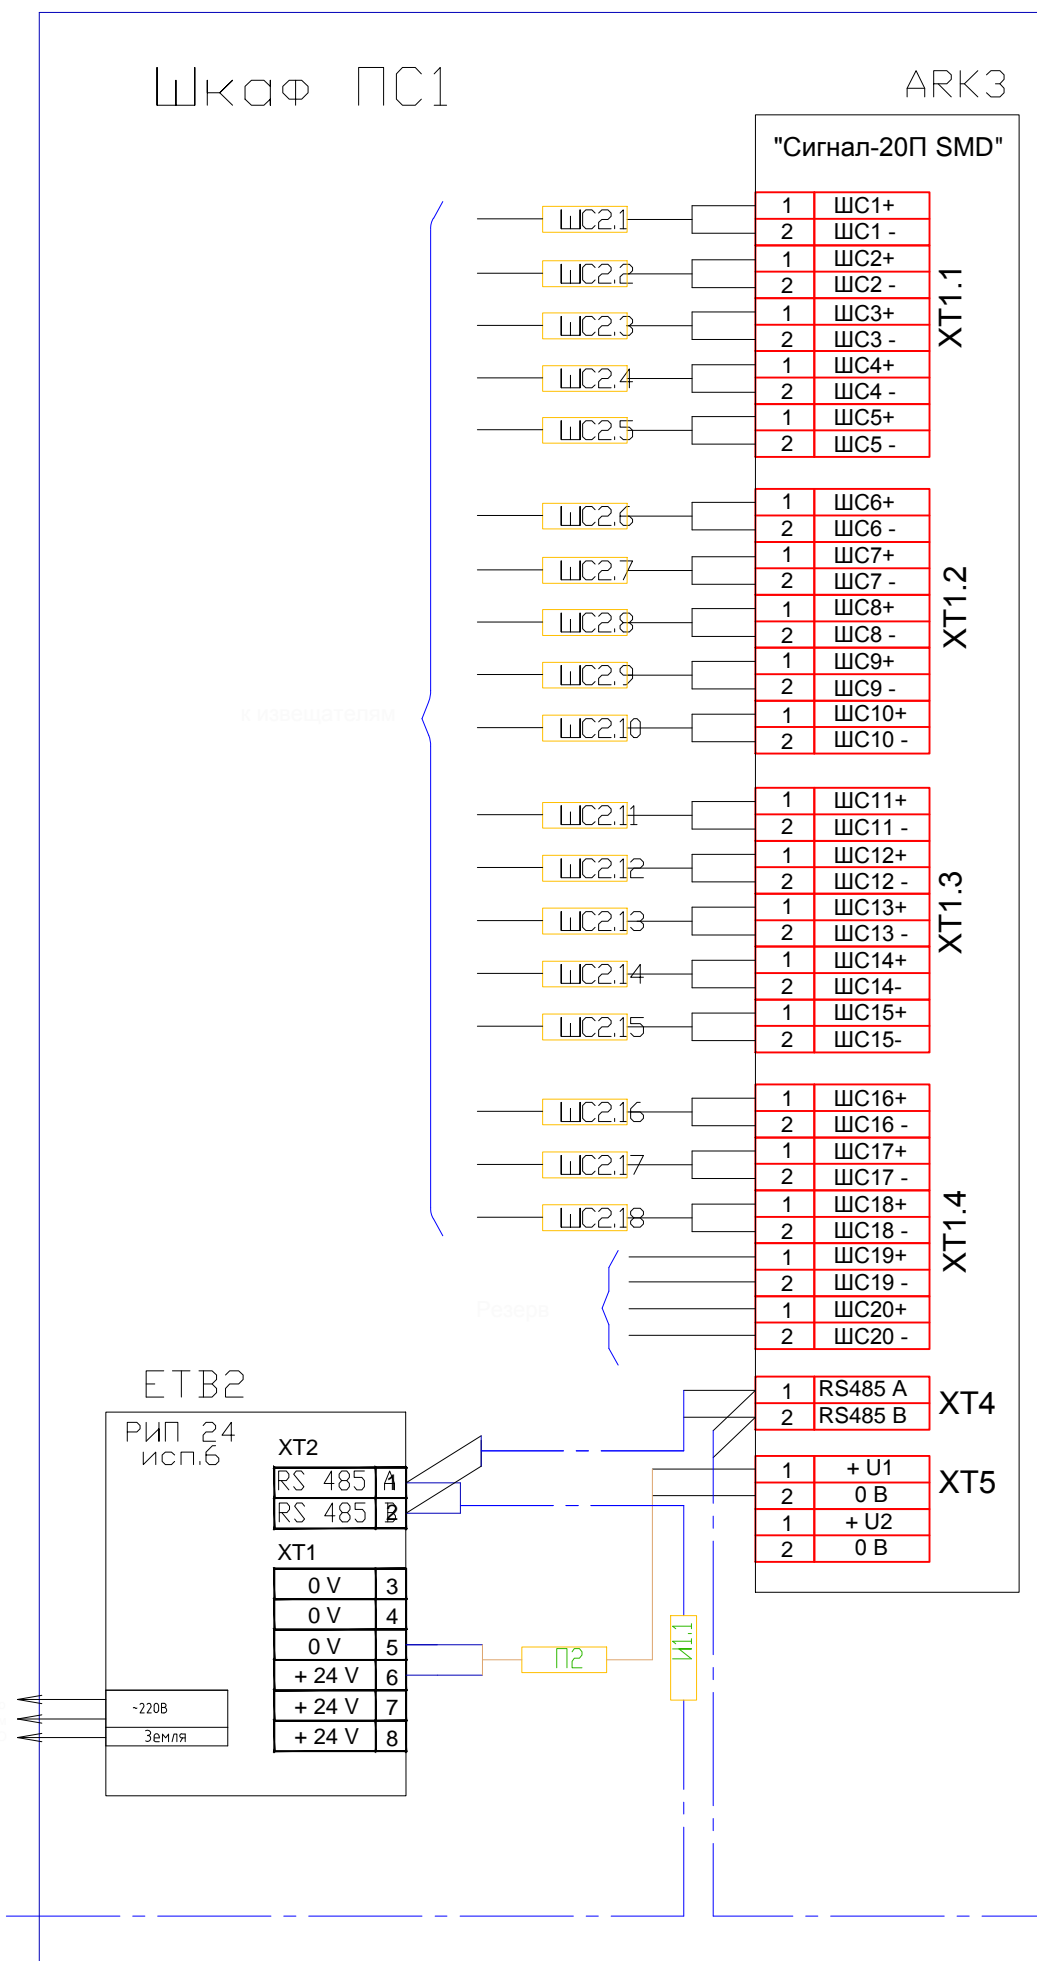 Шкаф ПС1
ARK3
"Сигнал-20П SMD"
ШС2.1
1 ШС1+
2 ШС1 -
ШС2.2
1 ШС2+
2 ШС2 -
ШС2.3
1 ШС3+
2 ШС3 -
ШС2.4
1 ШС4+
2 ШС4 -
ШС2.5
1 ШС5+
2 ШС5 -
XT1.1
ШС2.6
1 ШС6+
2 ШС6 -
ШС2.7
1 ШС7+
2 ШС7 -
ШС2.8
1 ШС8+
2 ШС8 -
ШС2.9
1 ШС9+
2 ШС9 -
ШС2.10
1 ШС10+
2 ШС10 -
XT1.2
к извещателям
ШС2.11
1 ШС11+
2 ШС11 -
ШС2.12
1 ШС12+
2 ШС12 -
ШС2.13
1 ШС13+
2 ШС13 -
ШС2.14
1 ШС14+
2 ШС14-
ШС2.15
1 ШС15+
2 ШС15-
XT1.3
ШС2.16
1 ШС16+
2 ШС16 -
ШС2.17
1 ШС17+
2 ШС17 -
ШС2.18
1 ШС18+
2 ШС18 -
1 ШС19+
2 ШС19 -
1 ШС20+
2 ШС20 -
XT1.4
Резерв
1 RS485 A
2 RS485 B
XT4
1 + U1
2 0 В
1 + U2
2 0 В
XT5
ETB2
РИП 24
исп.6
XT2
RS 485 A 1
RS 485 B 2
XT1
0 V 3
0 V 4
0 V 5
+ 24 V 6
+ 24 V 7
+ 24 V 8
~220В
Земля
П2
И1.1